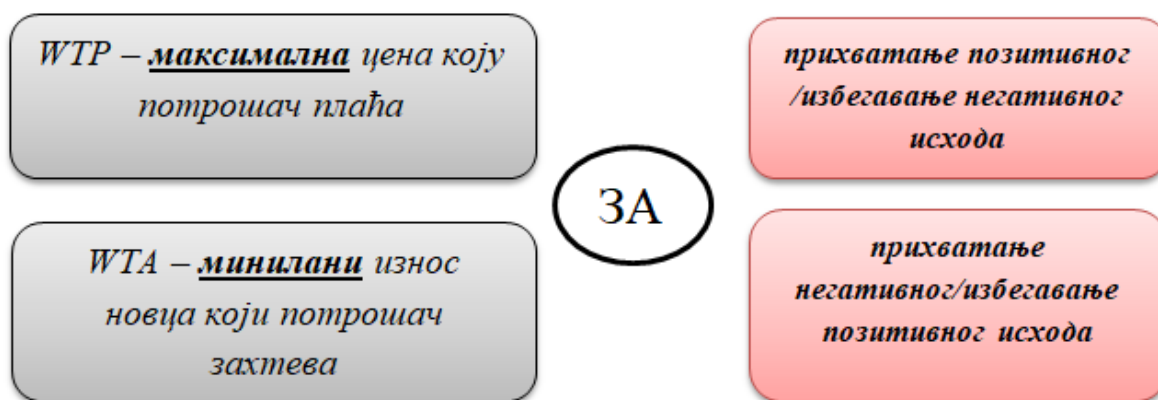 WTP – максимална цена коју
потрошач плаћа
ЗА
прихватање позитивног
/избегавање негативног
исхода
WTA – минилани износ
новца који потрошач
захтева
прихватање
негативног/избегавање
позитивног исхода